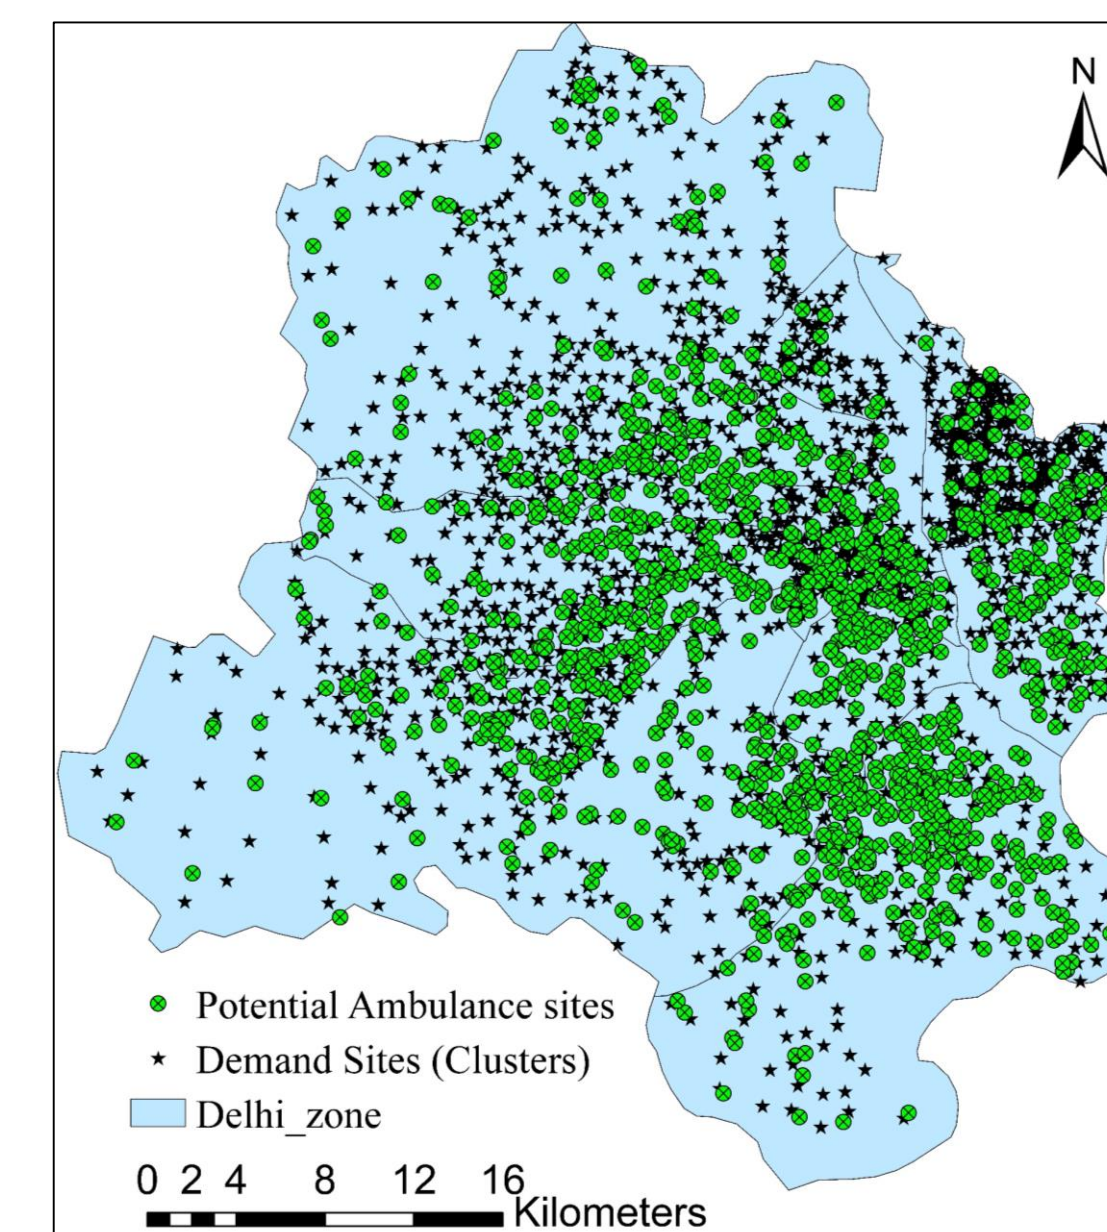 N
Potential Ambulance sites
Demand Sites (Clusters)
Delhi_zone
0 2 4 8 12 16
Kilometers